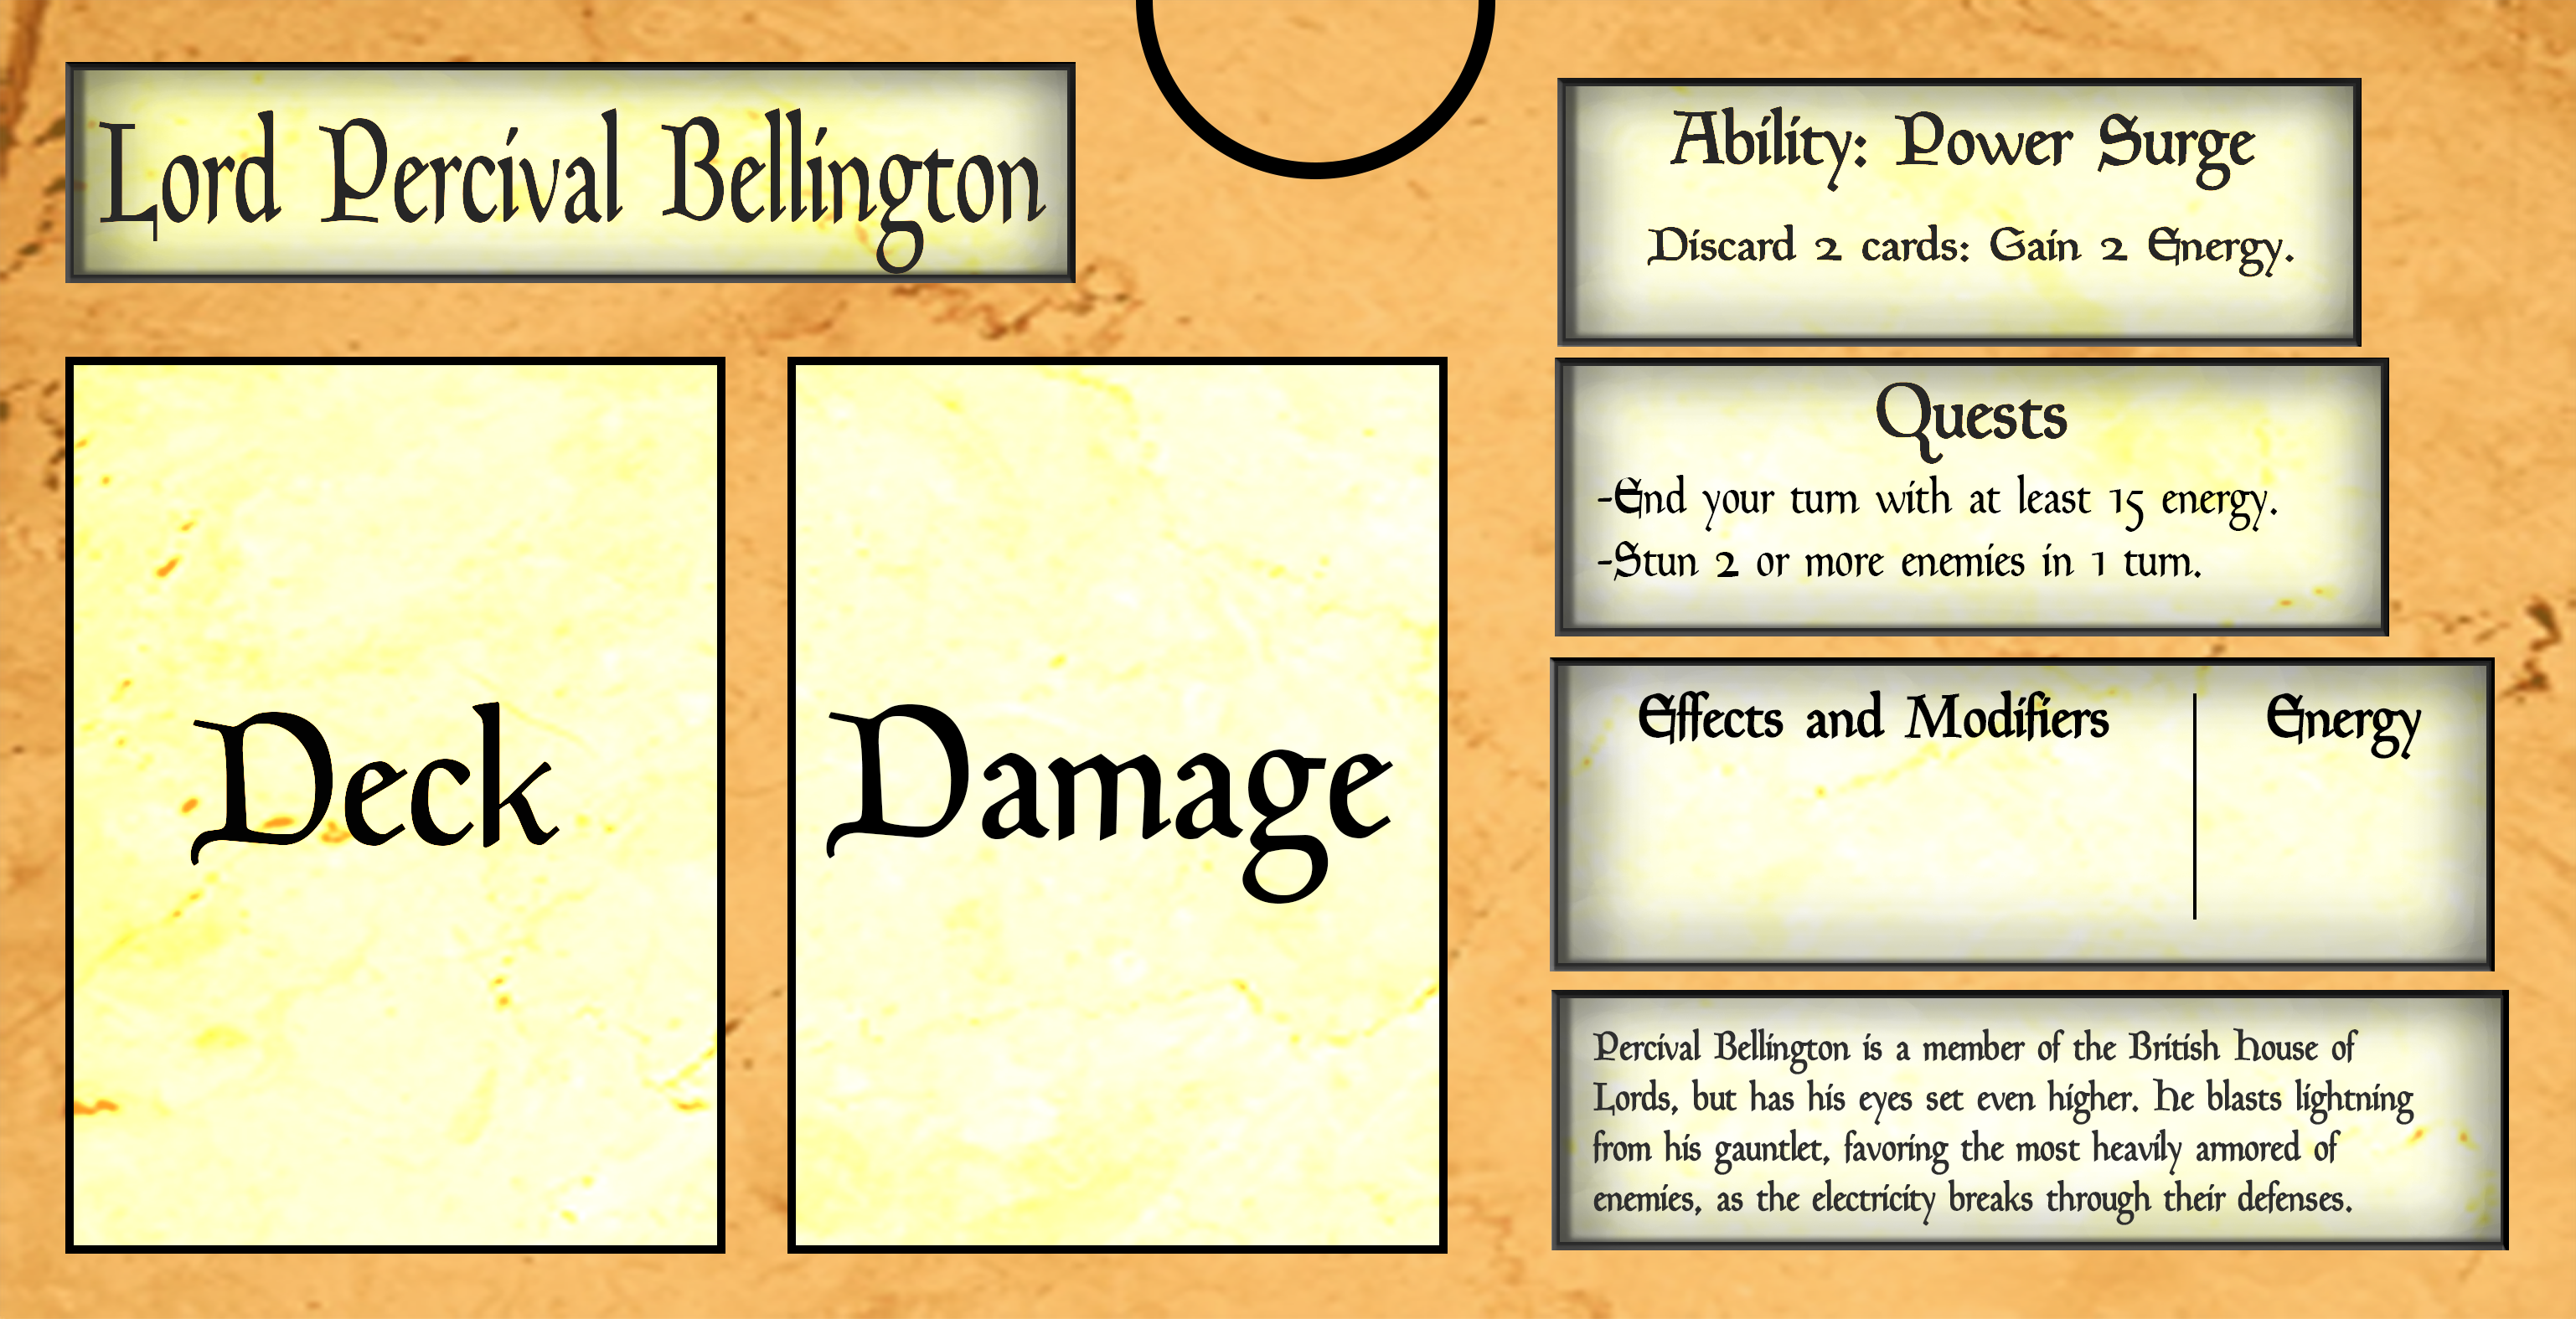 Lord Percival Bellington
Ability: Power Surge
Discard 2 cards: Gain 2 Energy.
Quests
-End your turn with at least 15 energy.
-Stun 2 or more enemies in 1 turn.
Deck
Damage
Effects and Modifiers
Energy
Percival Bellington is a member of the British House of
Lords, but has his eyes set even higher. He blasts lightning
from his gauntlet, favoring the most heavily armored of
enemies, as the electricity breaks through their defenses.